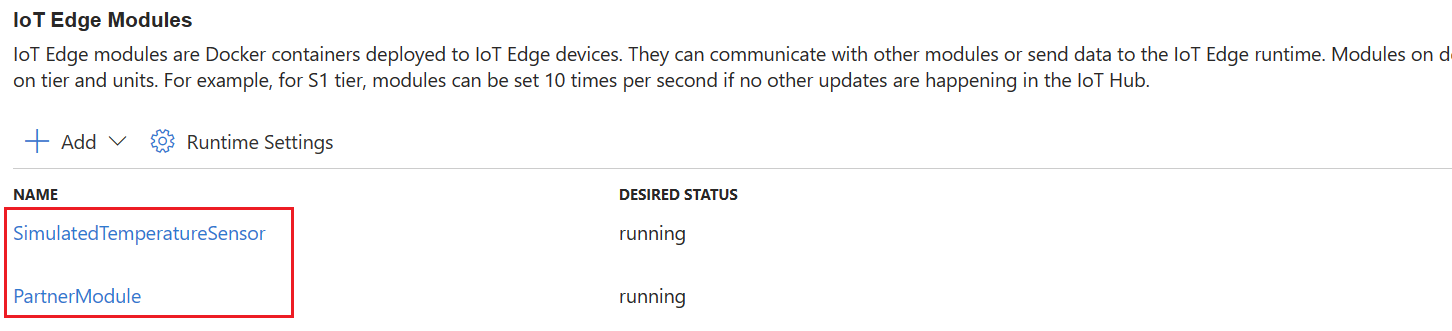 IoT Edge Modules
IoT Edge modules are Docker containers deployed to IoT Edge devices. They can communicate with other modules or send data to the IoT Edge runtime. Modules on
on tier and units. For example, for S1 tier, modules can be set 10 times per second if no other updates are happening in the IoT Hub.
Add Runtime Settings
NAME DESIRED STATUS
SimulatedTemperatureSensor running
PartnerModule running